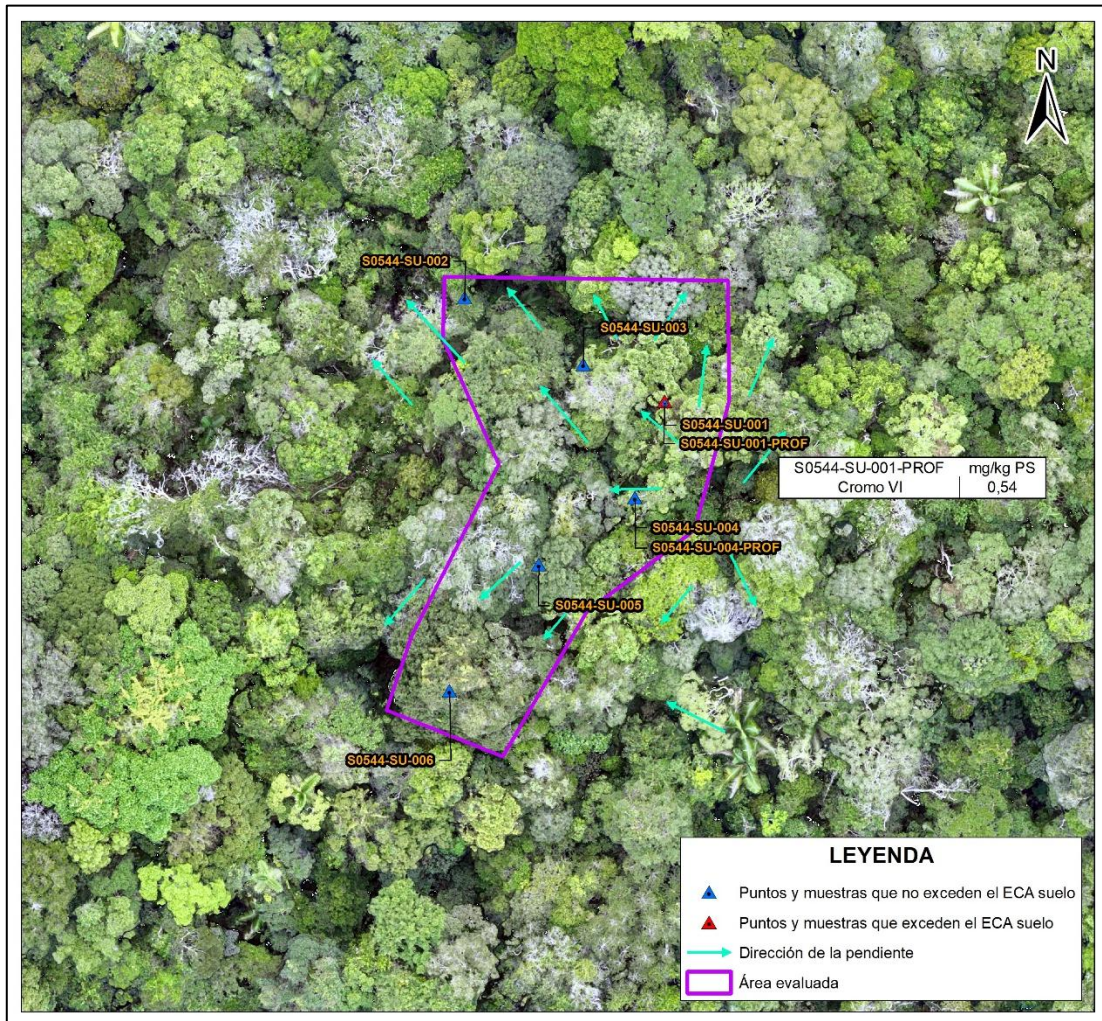 N
S0544-SU-002
S0544-SU-003
S0544-SU-001
S0544-SU-001-PROF
S0544-SU-001-PROF mg/kg PS
Cromo VI 0,54
S0544-SU-004
S0544-SU-004-PROF
S0544-SU-005
S0544-SU-006
LEYENDA
Puntos y muestras que no exceden el ECA suelo
Puntos y muestras que exceden el ECA suelo
Dirección de la pendiente
Área evaluada